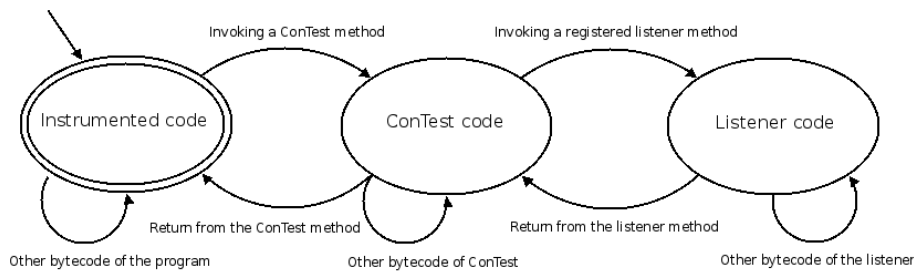 Invoking a ConTest method
Invoking a registered listener method
Instrumented code
ConTest code
Listener code
Return from the ConTest method
Return from the listener method
Other bytecode of the program
Other bytecode of ConTest
Other bytecode of the listener